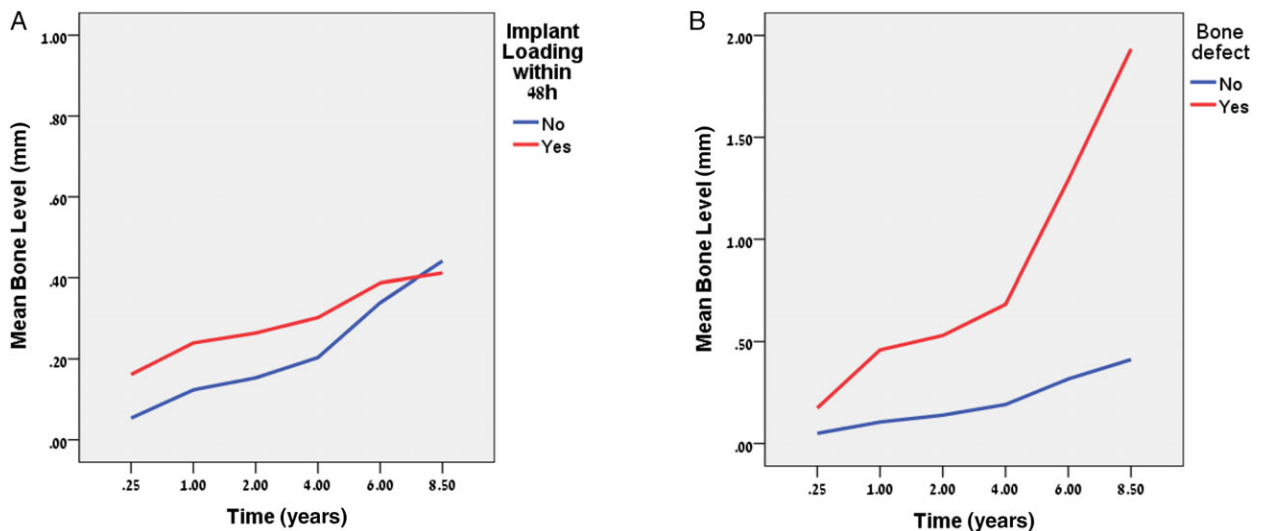 A
Mean Bone Level (mm)
1.00
.80
.60
.40
.20
.00
.25 1.00 2.00 4.00 6.00 8.50
Time (years)
Implant
Loading
within
48h
No
Yes
B
Mean Bone Level (mm)
2.00
1.50
1.00
.50
.00
.25 1.00 2.00 4.00 6.00 8.50
Time (years)
Bone
defect
No
Yes